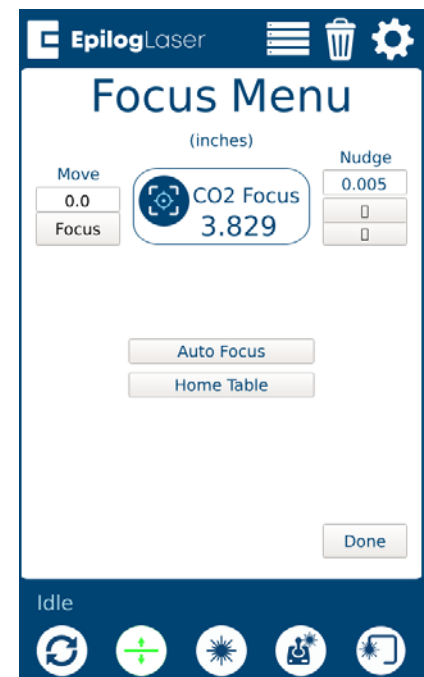 EpilogLaser
Focus Menu
(inches)
Move
0.0
Focus
CO2 Focus
3.829
Nudge
0.005
Auto Focus
Home Table
Done
Idle